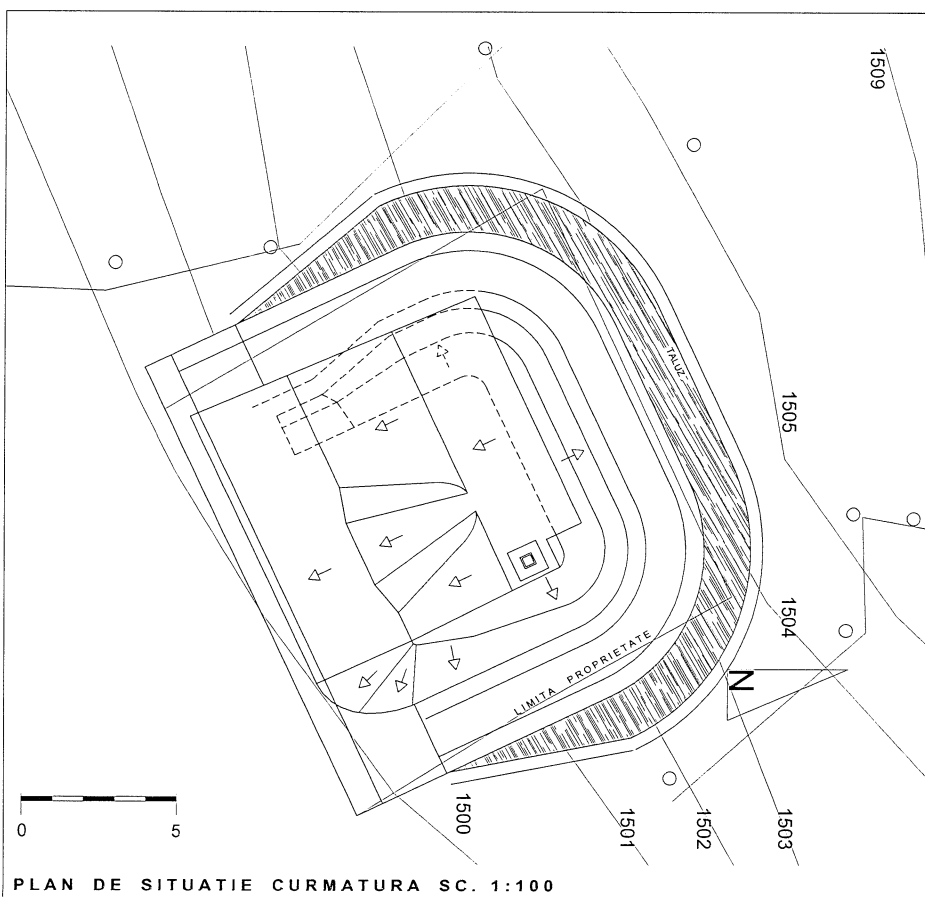 1509
TALUZ
1505
1504
LIMITA PROPRIETATE
N
1500
1501
1502
1503
0 5
PLAN DE SITUATIE CURMATURA SC. 1:100